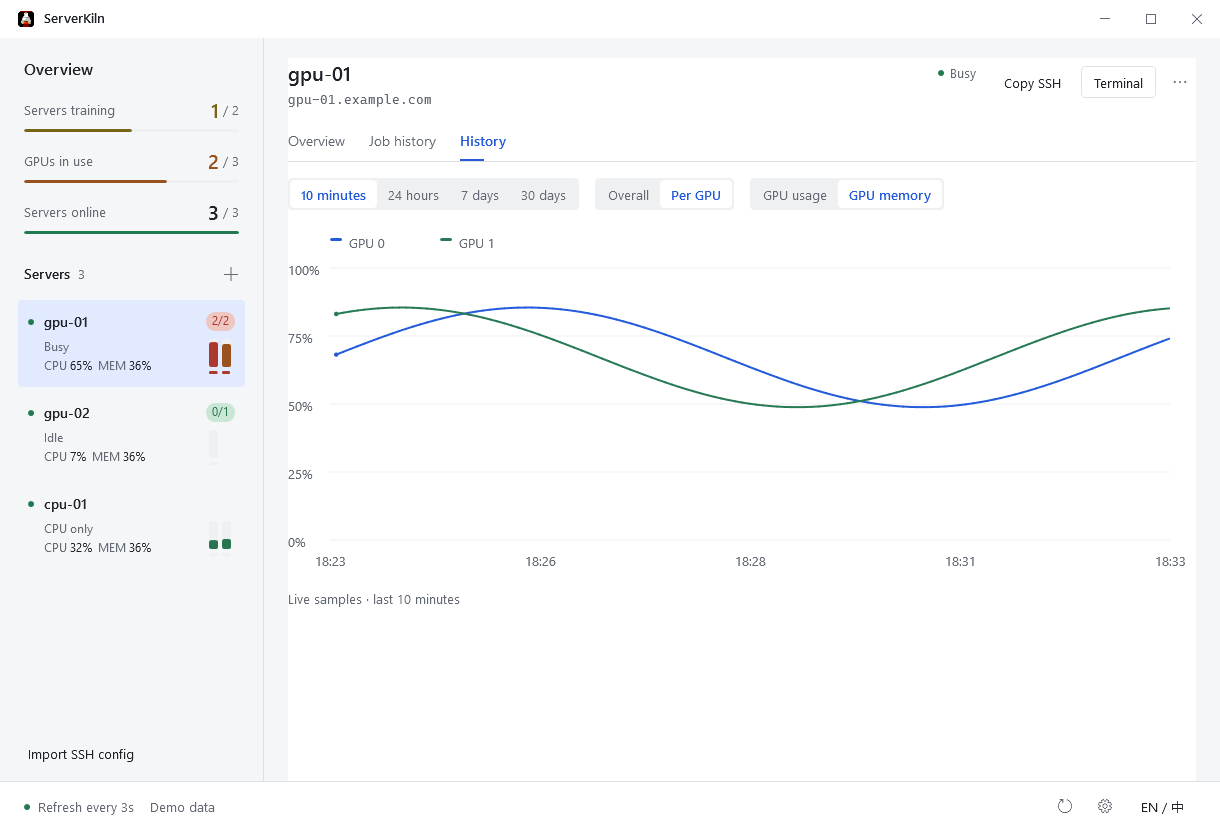 ServerKiln
Overview
Servers training 1 / 2
GPUs in use 2 / 3
Servers online 3 / 3
Servers 3
gpu-01 2/2
Busy
CPU 65% MEM 36%
gpu-02 0/1
Idle
CPU 7% MEM 36%
cpu-01
CPU only
CPU 32% MEM 36%
Import SSH config
gpu-01
gpu-01.example.com
Busy
Copy SSH
Terminal
...
Overview Job history History
10 minutes 24 hours 7 days 30 days Overall Per GPU GPU usage GPU memory
GPU 0 GPU 1
100%
75%
50%
25%
0%
18:23 18:26 18:28 18:31 18:33
Live samples · last 10 minutes
Refresh every 3s Demo data
EN / 中